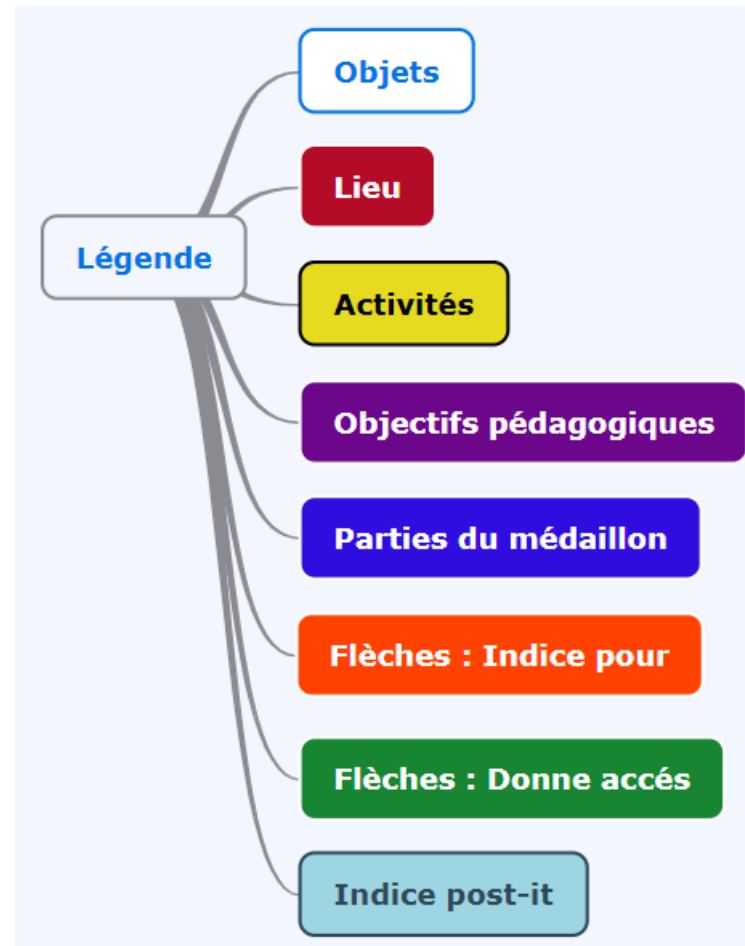 Objets
Lieu
Légende
Activités
Objectifs pédagogiques
Parties du médaillon
Flèches : Indice pour
Flèches : Donne accés
Indice post-it